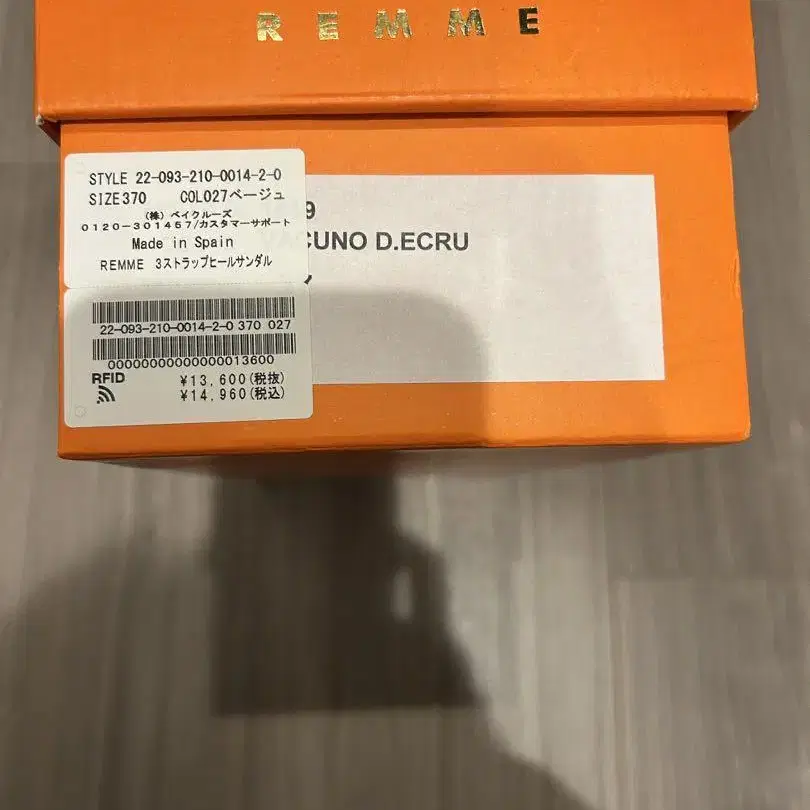 REMME
STYLE 22-093-210-0014-2-0
SIZE370 COL027ベージュ
(株) ベイクルーズ
0120-301457/カスタマーサポート
Made in Spain
REMME 3ストラップヒールサンダル
9
CUNO D.ECRU
22-093-210-0014-2-0 370 027
00000000000000013600
RFID
¥13,600(税抜)
¥14,960(税込)